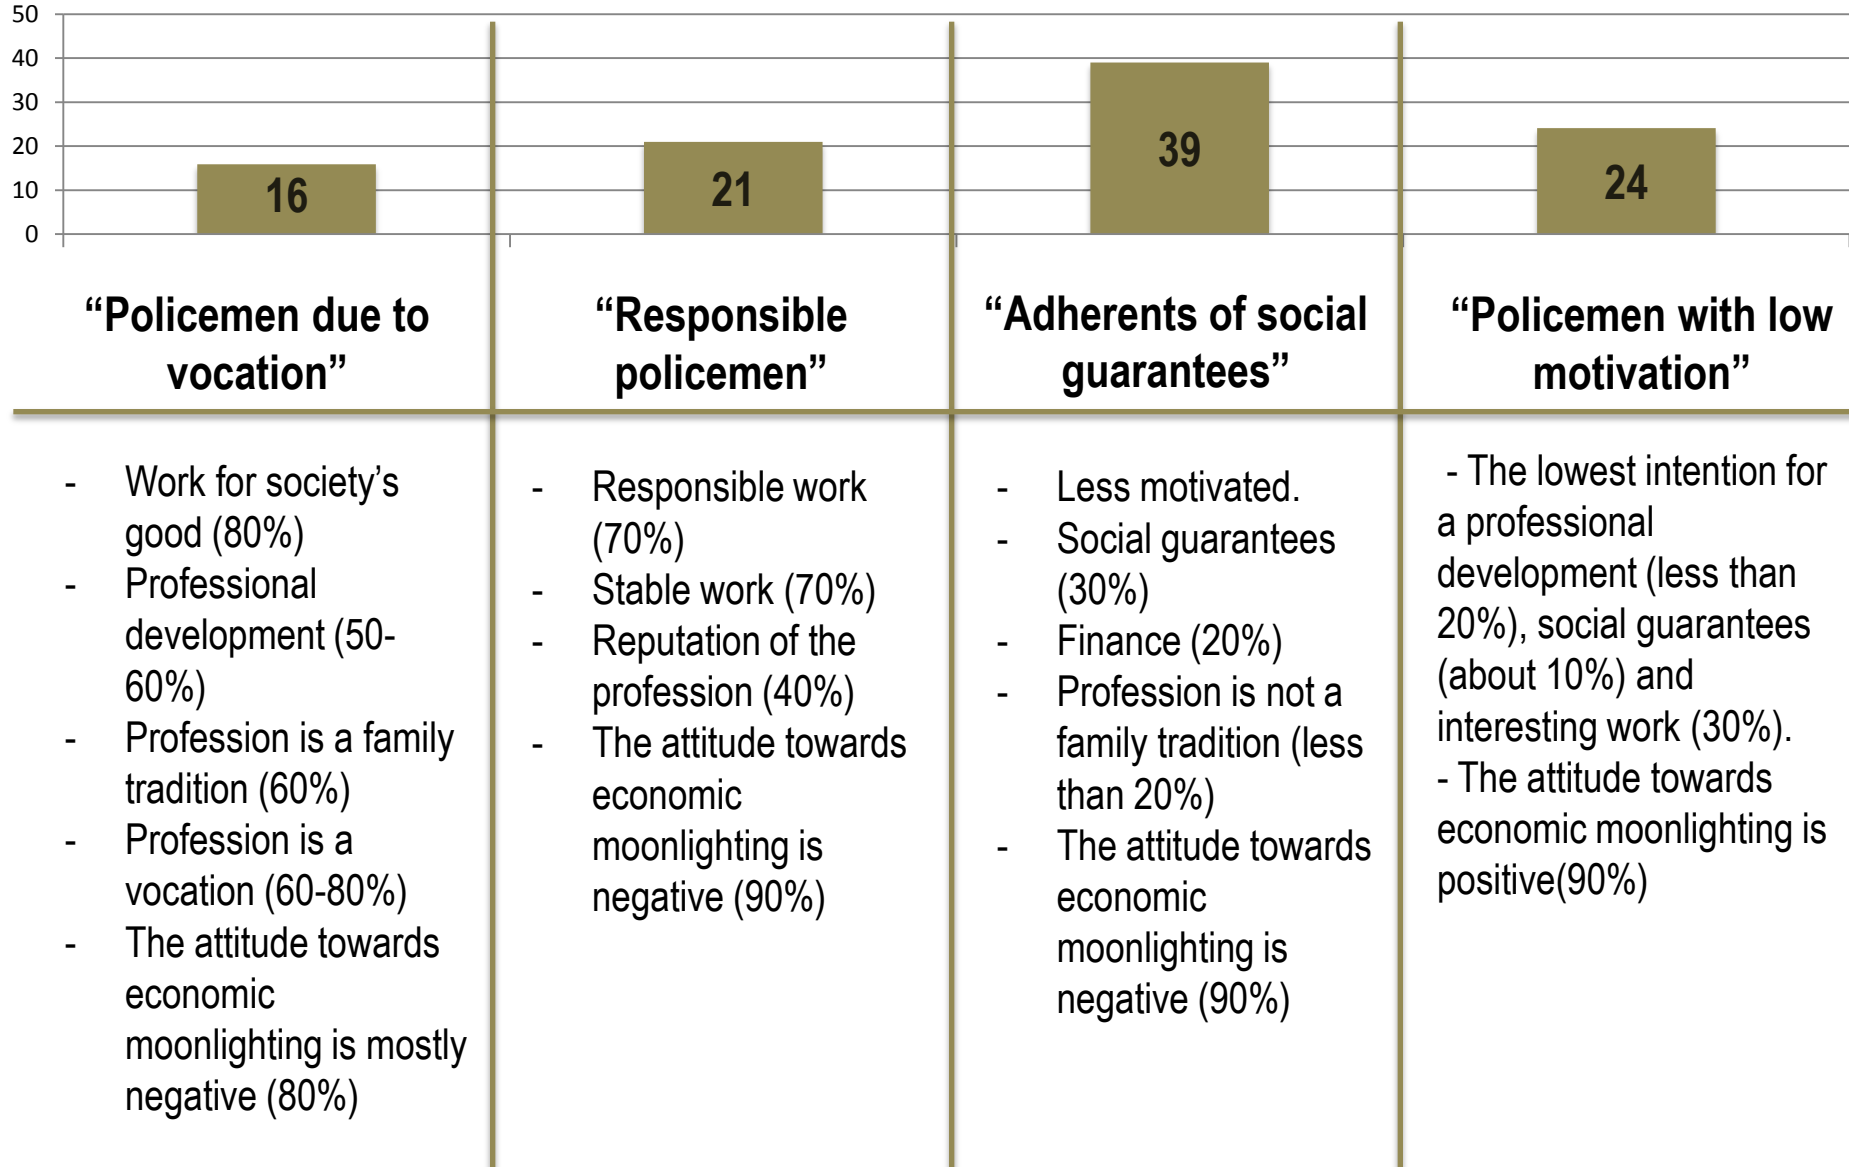 50
40
30
20
10
0
16
21
39
24
“Policemen due to
vocation”
“Responsible
policemen”
“Adherents of social
guarantees”
“Policemen with low
motivation”
- Work for society’s
good (80%)
- Professional
development (50-
60%)
- Profession is a family
tradition (60%)
- Profession is a
vocation (60-80%)
- The attitude towards
economic
moonlighting is mostly
negative (80%)
- Responsible work
(70%)
- Stable work (70%)
- Reputation of the
profession (40%)
- The attitude towards
economic
moonlighting is
negative (90%)
- Less motivated.
- Social guarantees
(30%)
- Finance (20%)
- Profession is not a
family tradition (less
than 20%)
- The attitude towards
economic
moonlighting is
negative (90%)
- The lowest intention for
a professional
development (less than
20%), social guarantees
(about 10%) and
interesting work (30%).
- The attitude towards
economic moonlighting is
positive(90%)